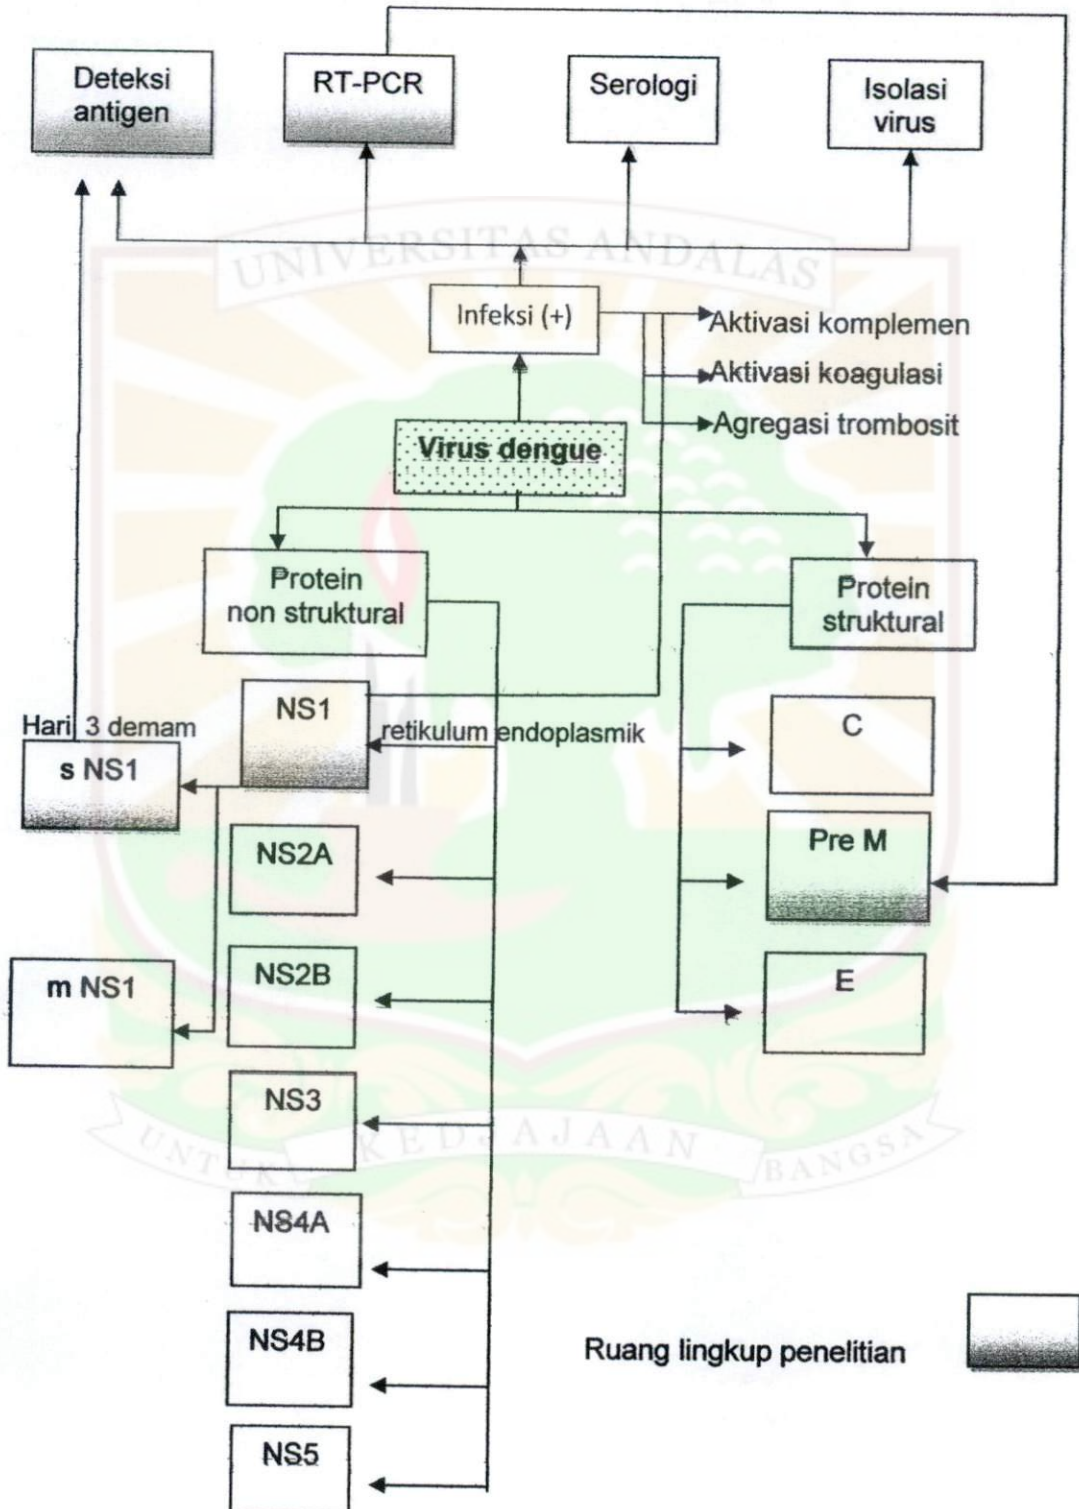 Deteksi
antigen
RT-PCR
Serologi
Isolasi
virus
UNIVERSITAS ANDALAS
Infeksi (+)
Aktivasi komplemen
Aktivasi koagulasi
Agregasi trombosit
Virus dengue
Protein
non struktural
Protein
struktural
NS1
retikulum endoplasmik
Hari 3 demam
s NS1
C
NS2A
Pre M
NS2B
m NS1
E
NS3
UNTUK KEDJAJAAN BANGSA
NS4A
NS4B
Ruang lingkup penelitian
NS5